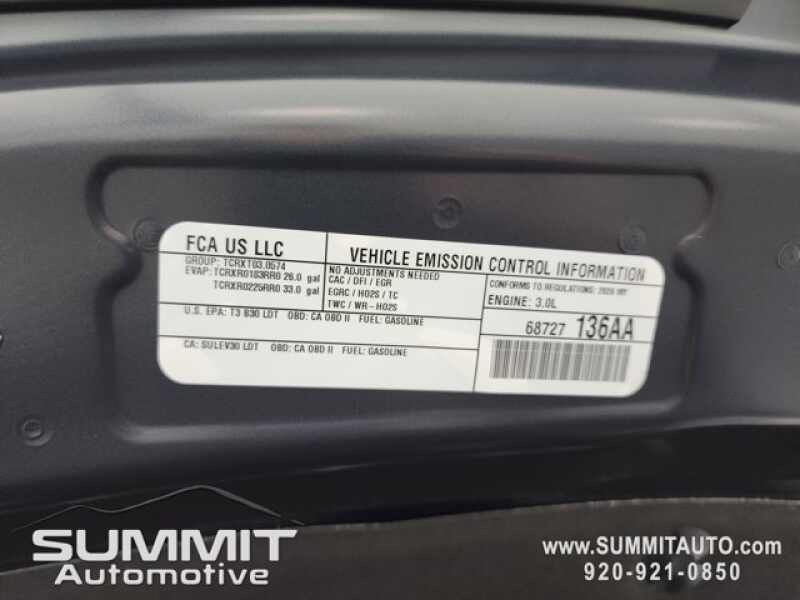 FCA US LLC
GROUP: TCRXT03.0574
EVAP: TCRXR0183RR0 26.0 gal
TCRXR0225RR0 33.0 gal
VEHICLE EMISSION CONTROL INFORMATION
NO ADJUSTMENTS NEEDED
CAC / DFI / EGR
EGRC / HO2S / TC
TWC / WR-HO2S
CONFORMS TO REGULATIONS: 2026 MY
ENGINE: 3.0L
68727 136AA
U.S. EPA: T3 B30 LDT OBD: CA OBD II FUEL: GASOLINE
CA: SULEV30 LDT OBD: CA OBD II FUEL: GASOLINE
SUMMIT
Automotive
WWW.SUMMITAUTO.COM
920-921-0850